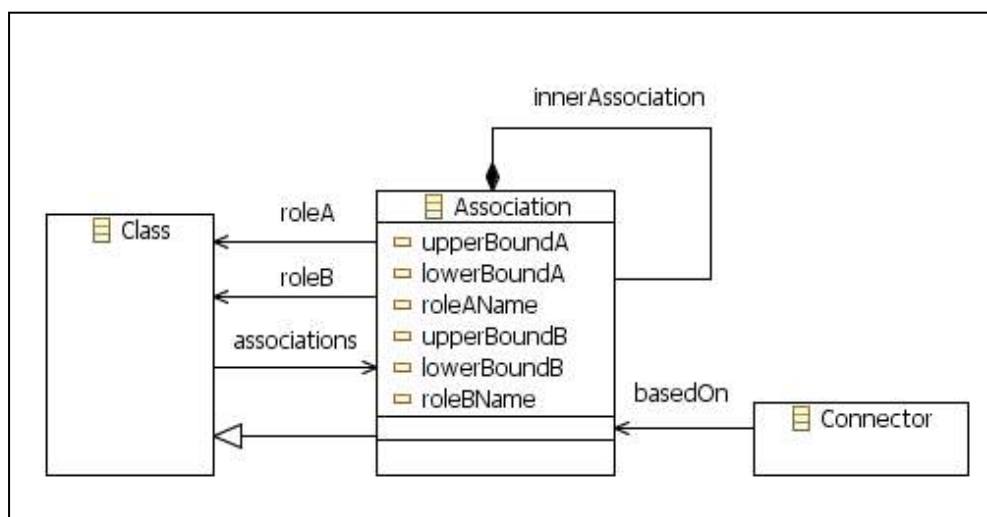 innerAssociation
Association
Class
roleA
upperBoundA
lowerBoundA
roleB
roleAName
associations
upperBoundB
lowerBoundB
roleBName
basedOn
Connector